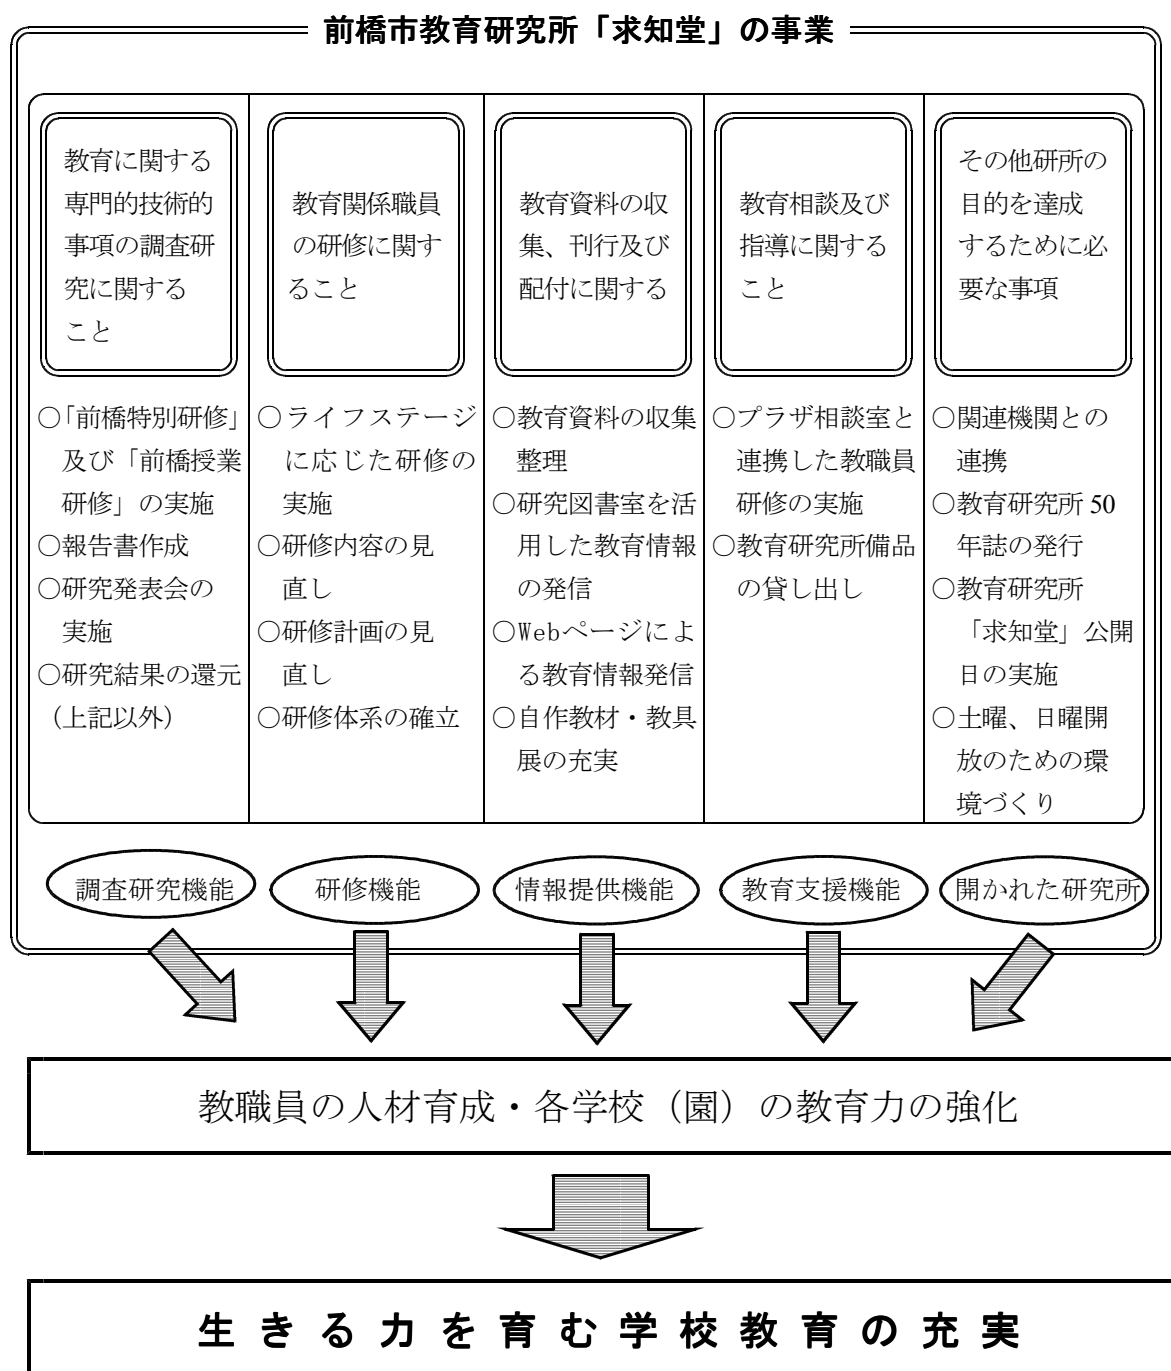 前橋市教育研究所「求知堂」の事業
教育に関する
専門的技術的
事項の調査研
究に関する
こと
教育関係職員
の研修に関す
ること
教育資料の収
集、刊行及び
配付に関する
教育相談及び
指導に関する
こと
その他研所の
目的を達成
するために必
要な事項
○「前橋特別研修」
及び「前橋授業
研修」の実施
○報告書作成
○研究発表会の
実施
○研究結果の還元
（上記以外）
○ライフステージ
に応じた研修の
実施
○研修内容の見
直し
○研修計画の見
直し
○研修体系の確立
○教育資料の収集
整理
○研究図書室を活
用した教育情報
の発信
○Webページによ
る教育情報発信
○自作教材・教具
展の充実
○プラザ相談室と
連携した教職員
研修の実施
○教育研究所備品
の貸し出し
○関連機関との
連携
○教育研究所 50
年誌の発行
○教育研究所
「求知堂」公開
日の実施
○土曜、日曜開
放のための環
境づくり
調査研究機能
研修機能
情報提供機能
教育支援機能
開かれた研究所
教職員の人材育成・各学校（園）の教育力の強化
生きる力を育む学校教育の充実